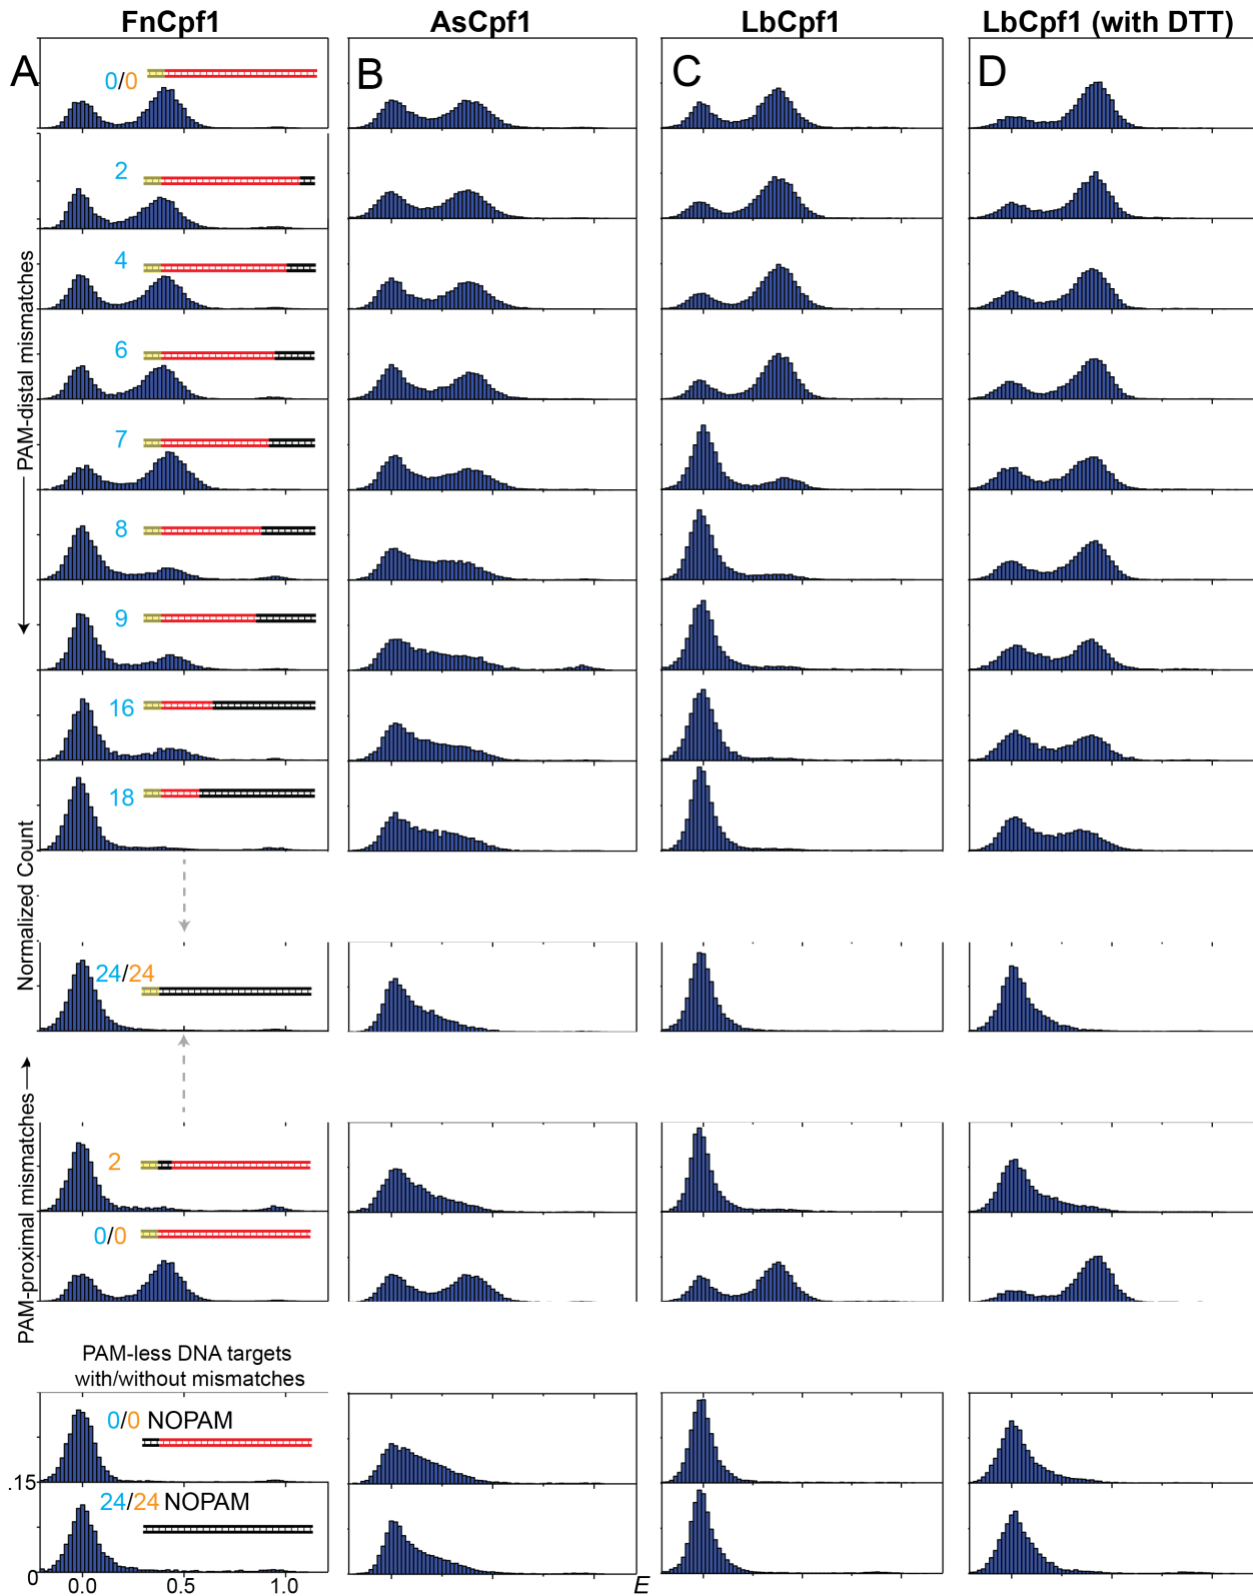 FnCpf1 AsCpf1 LbCpf1 LbCpf1 (with DTT)
A B C D
0/0
2
4
6
7
8
9
16
18
PAM-distal mismatches
Normalized Count
24/24
PAM-proximal mismatches
2
0/0
PAM-less DNA targets
with/without mismatches
0/0 NOPAM
.15
24/24 NOPAM
0
0.0 0.5 1.0 E